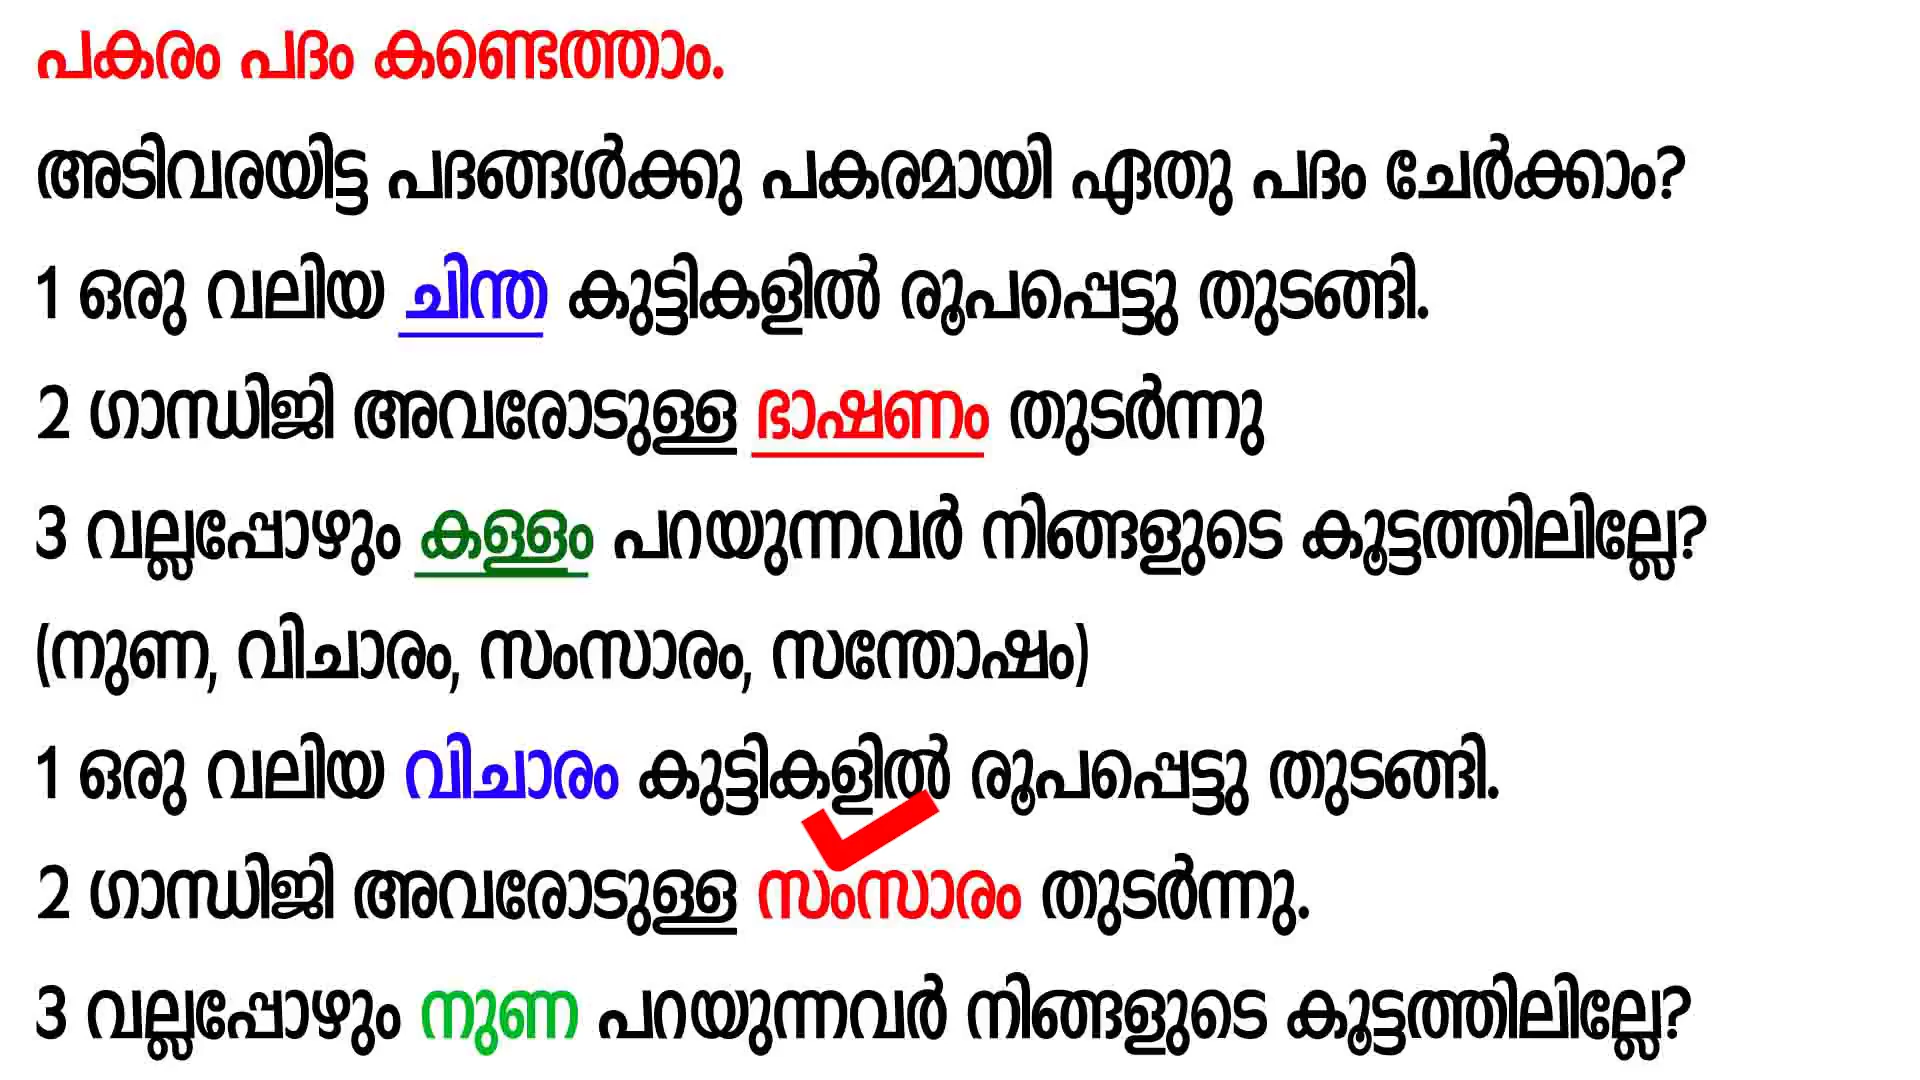 പകരം പദം കണ്ടെത്താം.
അടിവരയിട്ട പദങ്ങൾക്കു പകരമായി ഏതു പദം ചേർക്കാം?
1 ഒരു വലിയ ചിന്ത കുട്ടികളിൽ രൂപപ്പെട്ടു തുടങ്ങി.
2 ഗാന്ധിജി അവരോടുള്ള ഭാഷണം തുടർന്നു
3 വല്ലപ്പോഴും കള്ളം പറയുന്നവർ നിങ്ങളുടെ കൂട്ടത്തിലില്ലേ?
(നുണ, വിചാരം, സംസാരം, സന്തോഷം)
1 ഒരു വലിയ വിചാരം കുട്ടികളിൽ രൂപപ്പെട്ടു തുടങ്ങി.
2 ഗാന്ധിജി അവരോടുള്ള സംസാരം തുടർന്നു.
3 വല്ലപ്പോഴും നുണ പറയുന്നവർ നിങ്ങളുടെ കൂട്ടത്തിലില്ലേ?